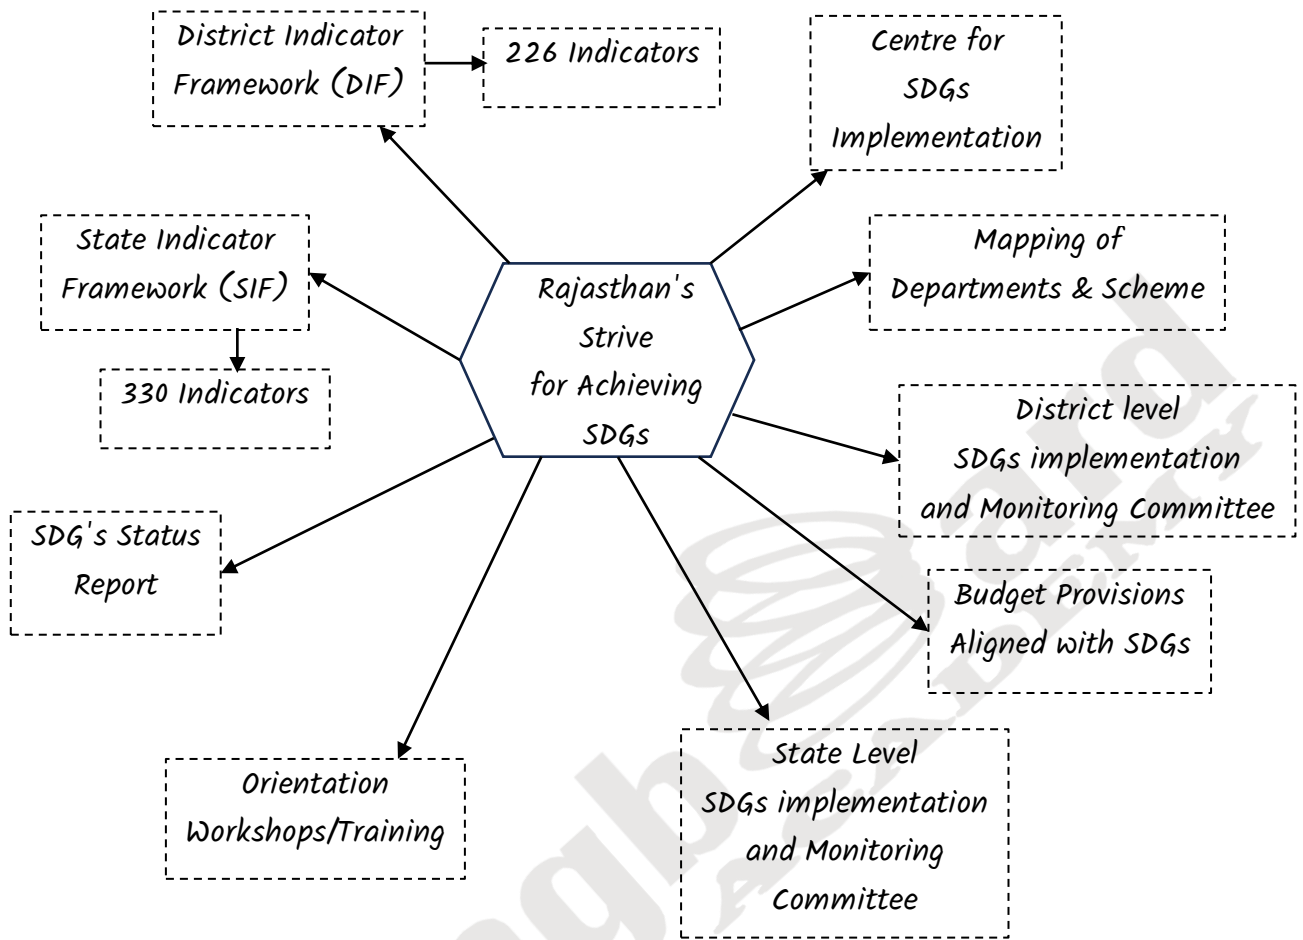 District Indicator
Framework (DIF)
226 Indicators
Centre for
SDGs
Implementation
State Indicator
Framework (SIF)
330 Indicators
Mapping of
Departments & Scheme
Rajasthan's
Strive
for Achieving
SDGs
District level
SDGs implementation
and Monitoring Committee
SDG's Status
Report
Budget Provisions
Aligned with SDGs
Orientation
Workshops/Training
State Level
SDGs implementation
and Monitoring
Committee
ACADEMY